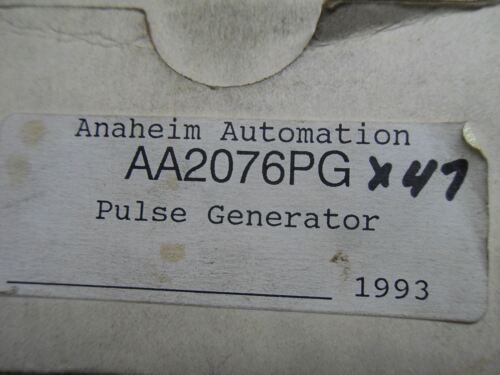 Anaheim Automation
AA2076PG x47
Pulse Generator
1993